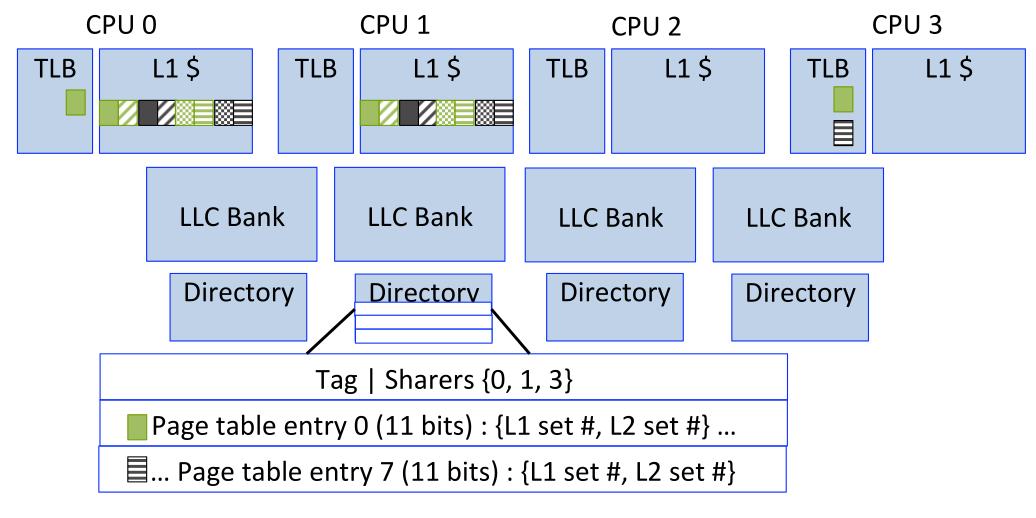 CPU 0 CPU 1 CPU 2 CPU 3
TLB L1 $ TLB L1 $ TLB L1 $ TLB L1 $
LLC Bank LLC Bank LLC Bank LLC Bank
Directory Directory Directory Directory
Tag | Sharers {0, 1, 3}
Page table entry 0 (11 bits) : {L1 set #, L2 set #} ...
... Page table entry 7 (11 bits) : {L1 set #, L2 set #}